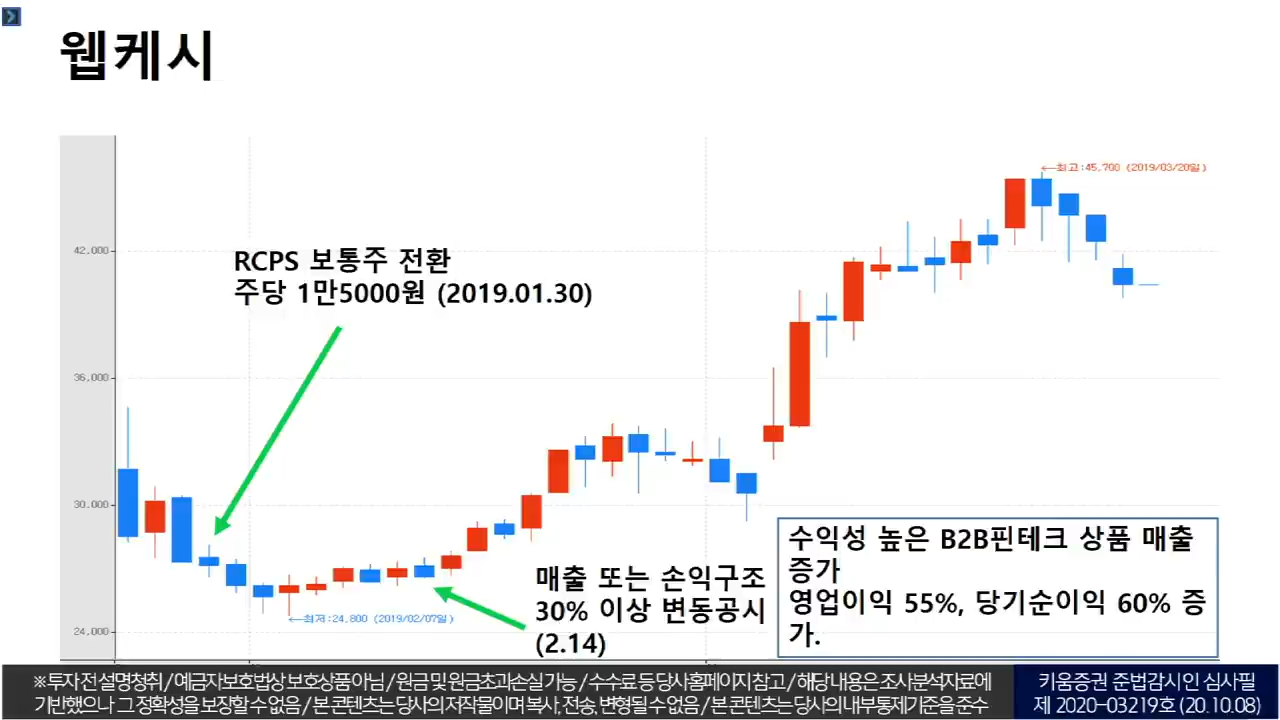 웹케시
←최고:45,700 (2019/03/20일)
42,000
RCPS 보통주 전환
주당 1만5000원 (2019.01.30)
36,000
30,000
수익성 높은 B2B핀테크 상품 매출
증가
영업이익 55%, 당기순이익 60% 증
가.
매출 또는 손익구조
30% 이상 변동공시
(2.14)
←최저:24,800 (2019/02/07일)
24,000
※투자 전 설명청취 / 예금자보호법상 보호상품 아님 / 원금 및 원금초과손실 가능 / 수수료 등 당사홈페이지 참고 / 해당 내용은 조사분석자료에
기반했으나 그 정확성을 보장할 수 없음 / 본 콘텐츠는 당사의 저작물이며 복사, 전송, 변형될 수 없음 / 본 콘텐츠는 당사의 내부통제기준을 준수
키움증권 준법감시인 심사필
제 2020-03219호 (20.10.08)